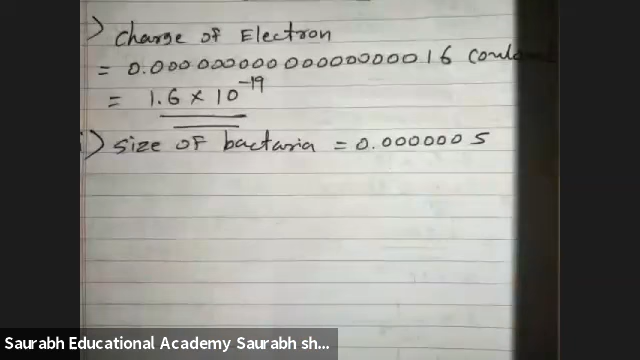 ) Charge of Electron
= 0.00000000000000000016 coulomb
= 1.6 × 10⁻¹⁹
i) size of bactaria = 0.0000005
Saurabh Educational Academy Saurabh sh...